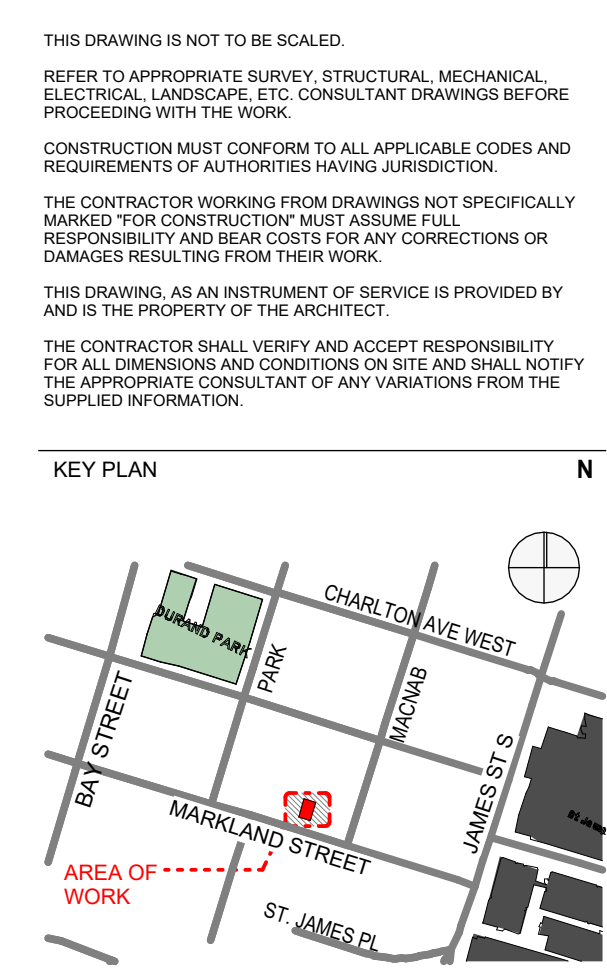 THIS DRAWING IS NOT TO BE SCALED.
REFER TO APPROPRIATE SURVEY, STRUCTURAL, MECHANICAL,
ELECTRICAL, LANDSCAPE, ETC. CONSULTANT DRAWINGS BEFORE
PROCEEDING WITH THE WORK.
CONSTRUCTION MUST CONFORM TO ALL APPLICABLE CODES AND
REQUIREMENTS OF AUTHORITIES HAVING JURISDICTION.
THE CONTRACTOR WORKING FROM DRAWINGS NOT SPECIFICALLY
MARKED "FOR CONSTRUCTION" MUST ASSUME FULL
RESPONSIBILITY AND BEAR COSTS FOR ANY CORRECTIONS OR
DAMAGES RESULTING FROM THEIR WORK.
THIS DRAWING, AS AN INSTRUMENT OF SERVICE IS PROVIDED BY
AND IS THE PROPERTY OF THE ARCHITECT.
THE CONTRACTOR SHALL VERIFY AND ACCEPT RESPONSIBILITY
FOR ALL DIMENSIONS AND CONDITIONS ON SITE AND SHALL NOTIFY
THE APPROPRIATE CONSULTANT OF ANY VARIATIONS FROM THE
SUPPLIED INFORMATION.
KEY PLAN
N
CHARLTON AVE WEST
DURAND PARK
PARK
MACNAB
BAY STREET
JAMES ST S
MARKLAND STREET
AREA OF
WORK
ST. JAMES PL